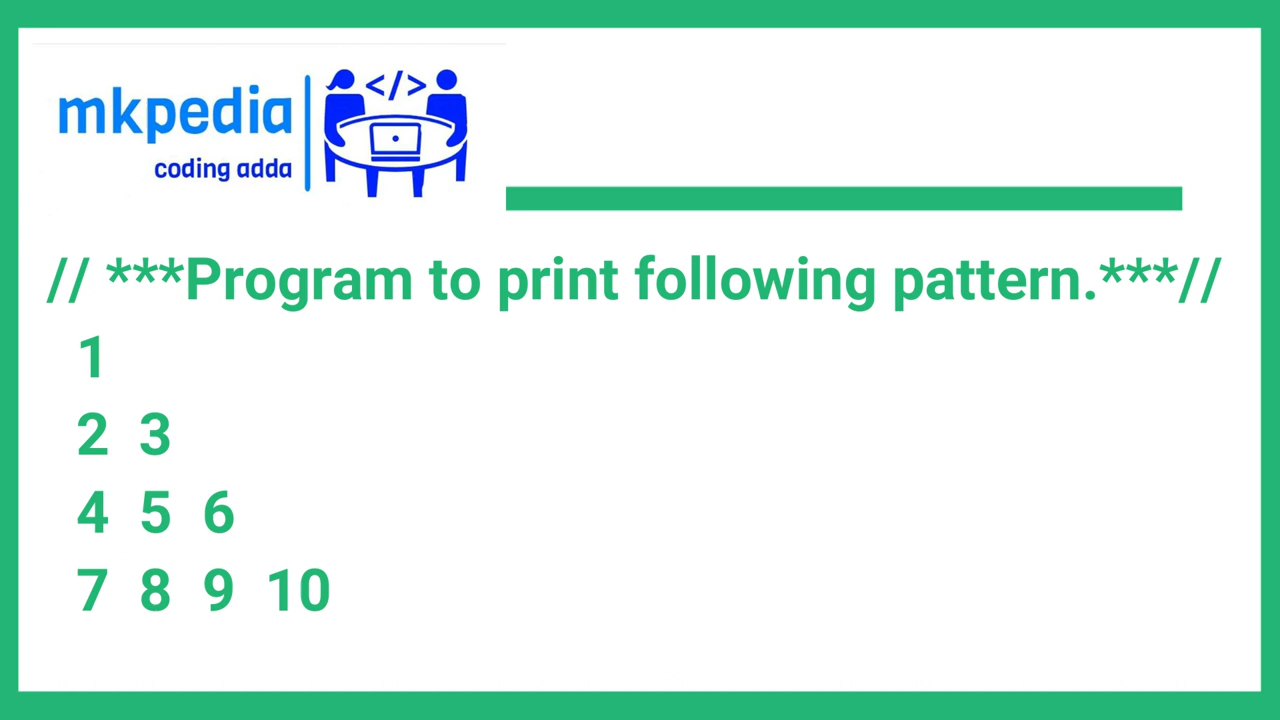 mkpedia
coding adda
</>
// ***Program to print following pattern.***//
1
2 3
4 5 6
7 8 9 10